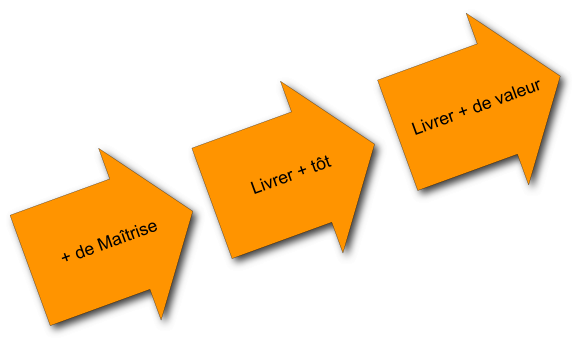 + de Maîtrise
Livrer + tôt
Livrer + de valeur